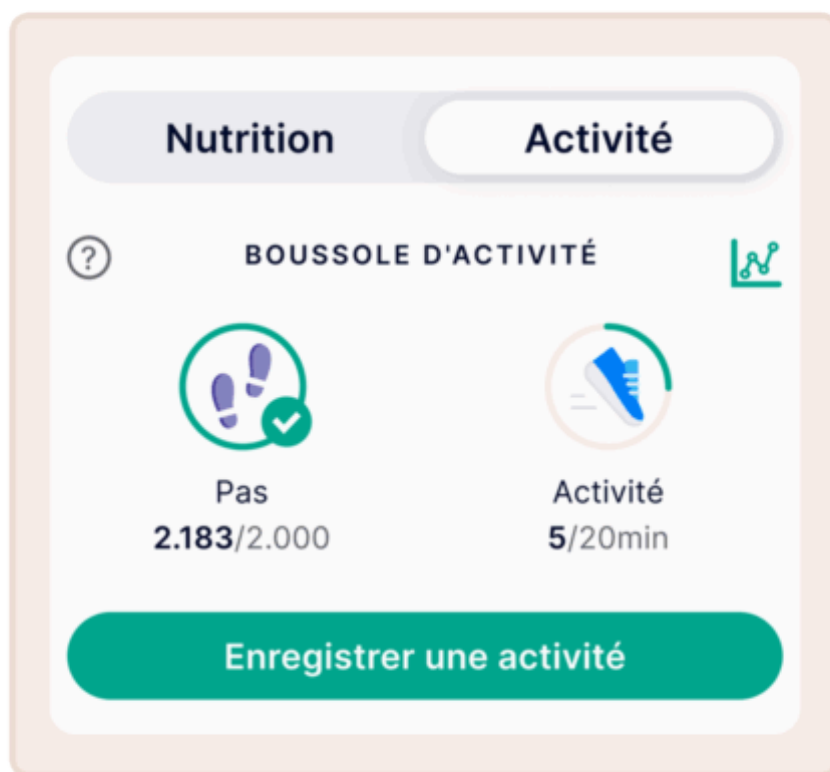 Nutrition Activité
? BOUSSOLE D'ACTIVITÉ
Pas Activité
2.183/2.000 5/20min
Enregistrer une activité